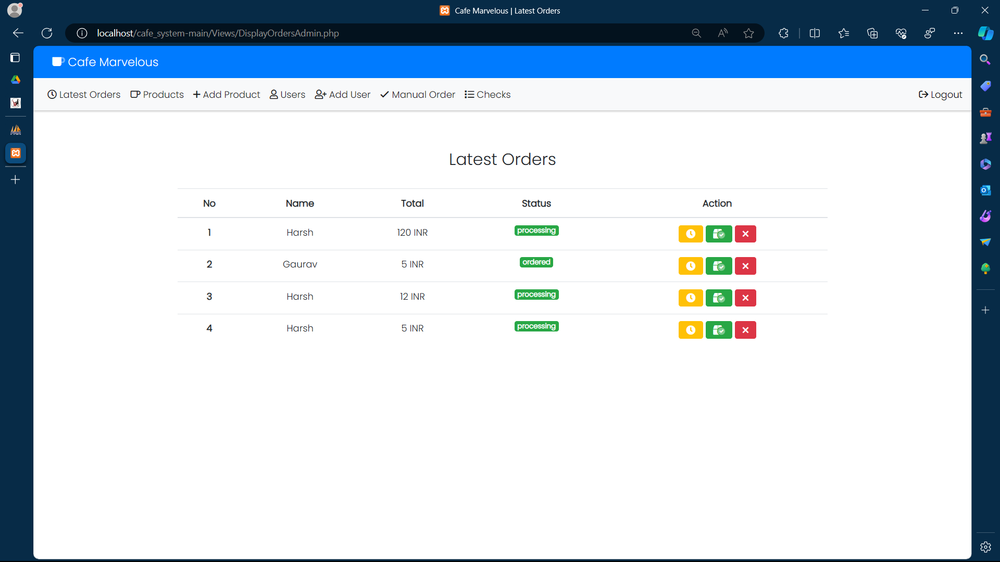 Cafe Marvelous | Latest Orders
localhost/cafe_system-main/Views/DisplayOrdersAdmin.php
Cafe Marvelous
Latest Orders Products Add Product Users Add User Manual Order Checks Logout
Latest Orders
No Name Total Status Action
1 Harsh 120 INR processing
2 Gaurav 5 INR ordered
3 Harsh 12 INR processing
4 Harsh 5 INR processing